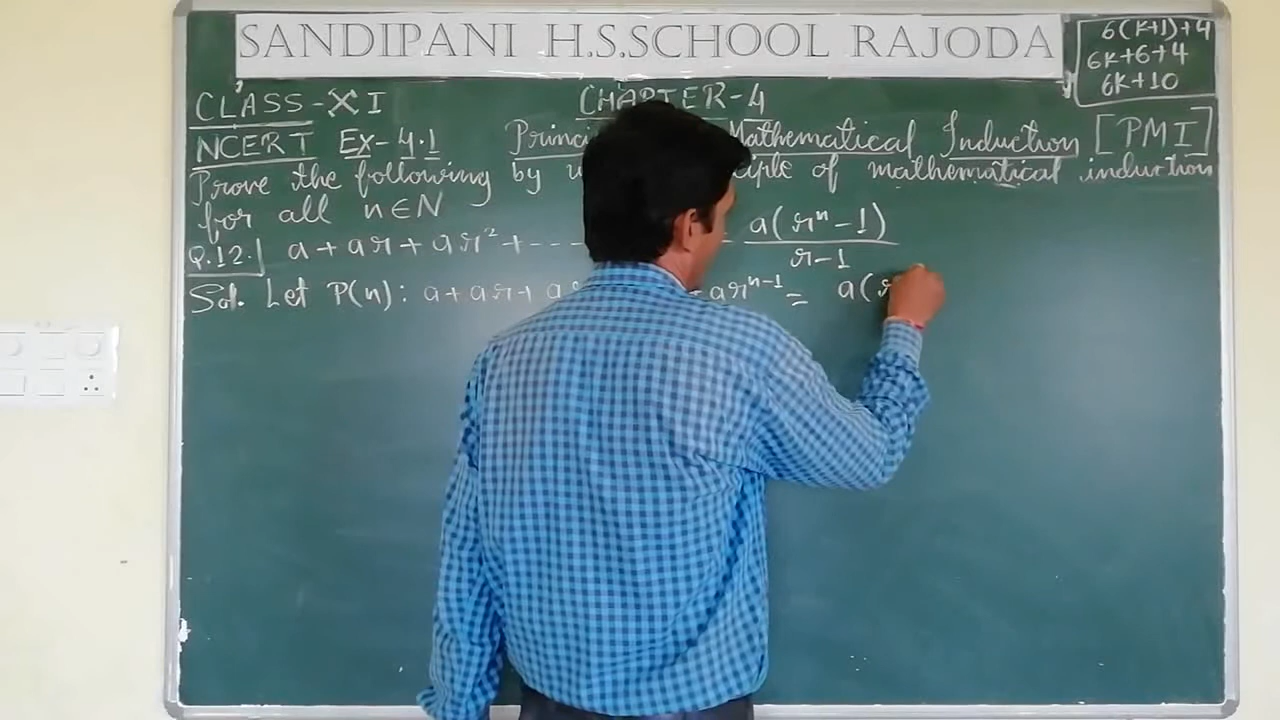 SANDIPANI H.S.SCHOOL RAJODA
6(k+1)+4
6k+6+4
6k+10
CLASS-XI
CHAPTER-4
NCERT Ex-4.1
Mathematical Induction [PMI]
Prove the following by of mathematical induction
for all n∈N
Q.12. a+ar+ar²+---- a(rⁿ-1)/r-1
Sol. Let P(n): a+ar+ arⁿ⁻¹ = a(